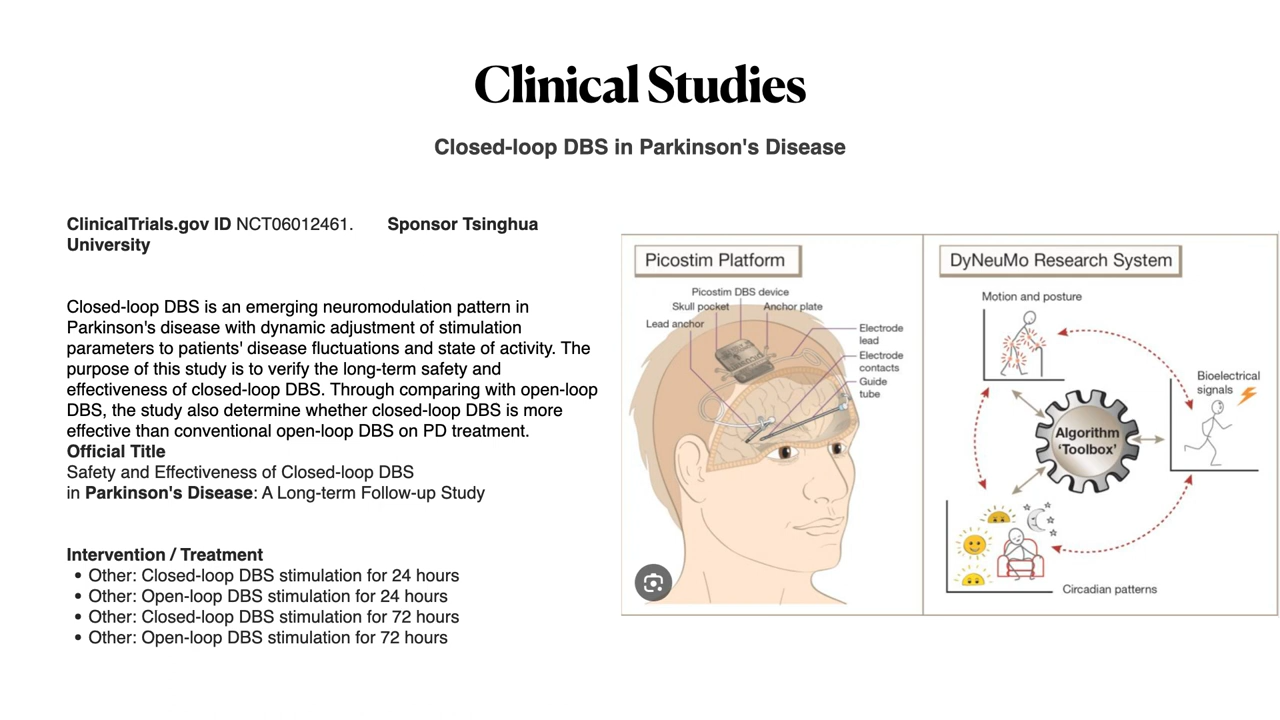 Clinical Studies
Closed-loop DBS in Parkinson's Disease
ClinicalTrials.gov ID NCT06012461. Sponsor Tsinghua
University
Closed-loop DBS is an emerging neuromodulation pattern in
Parkinson's disease with dynamic adjustment of stimulation
parameters to patients' disease fluctuations and state of activity. The
purpose of this study is to verify the long-term safety and
effectiveness of closed-loop DBS. Through comparing with open-loop
DBS, the study also determine whether closed-loop DBS is more
effective than conventional open-loop DBS on PD treatment.
Official Title
Safety and Effectiveness of Closed-loop DBS
in Parkinson's Disease: A Long-term Follow-up Study
Intervention / Treatment
• Other: Closed-loop DBS stimulation for 24 hours
• Other: Open-loop DBS stimulation for 24 hours
• Other: Closed-loop DBS stimulation for 72 hours
• Other: Open-loop DBS stimulation for 72 hours
Picostim Platform
Picostim DBS device
Skull pocket
Anchor plate
Lead anchor
Electrode
lead
Electrode
contacts
Guide
tube
DyNeuMo Research System
Motion and posture
Bioelectrical
signals
Algorithm
'Toolbox'
Circadian patterns